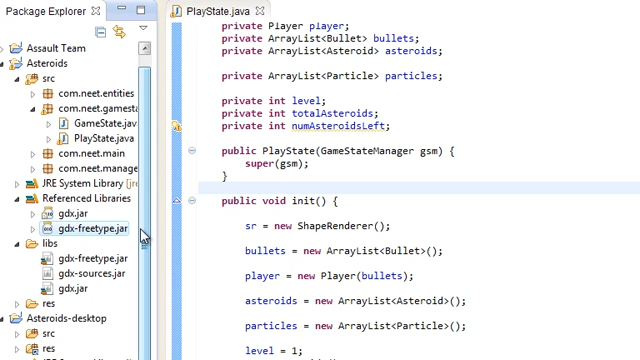 Package Explorer
Assault Team
Asteroids
src
com.neet.entities
com.neet.gamesta
GameState.jav
PlayState.java
com.neet.main
com.neet.manage
JRE System Library [jre
Referenced Libraries
gdx.jar
gdx-freetype.jar
libs
gdx-freetype.jar
gdx-sources.jar
gdx.jar
res
Asteroids-desktop
src
res
PlayState.java
private Player player;
private ArrayList<Bullet> bullets;
private ArrayList<Asteroid> asteroids;
private ArrayList<Particle> particles;
private int level;
private int totalAsteroids;
private int numAsteroidsLeft;
public PlayState(GameStateManager gsm) {
super(gsm);
}
public void init() {
sr = new ShapeRenderer();
bullets = new ArrayList<Bullet>();
player = new Player(bullets);
asteroids = new ArrayList<Asteroid>();
particles = new ArrayList<Particle>();
level = 1;